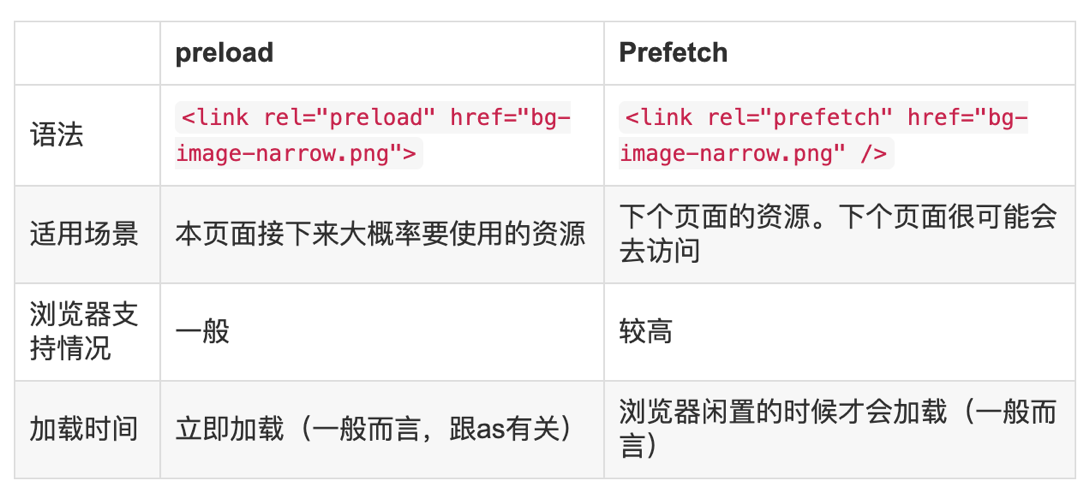 preload
Prefetch
语法
<link rel="preload" href="bg-
image-narrow.png">
<link rel="prefetch" href="bg-
image-narrow.png" />
适用场景
本页面接下来大概率要使用的资源
下个页面的资源。下个页面很可能会
去访问
浏览器支
持情况
一般
较高
加载时间
立即加载（一般而言，跟as有关）
浏览器闲置的时候才会加载（一般而
言）